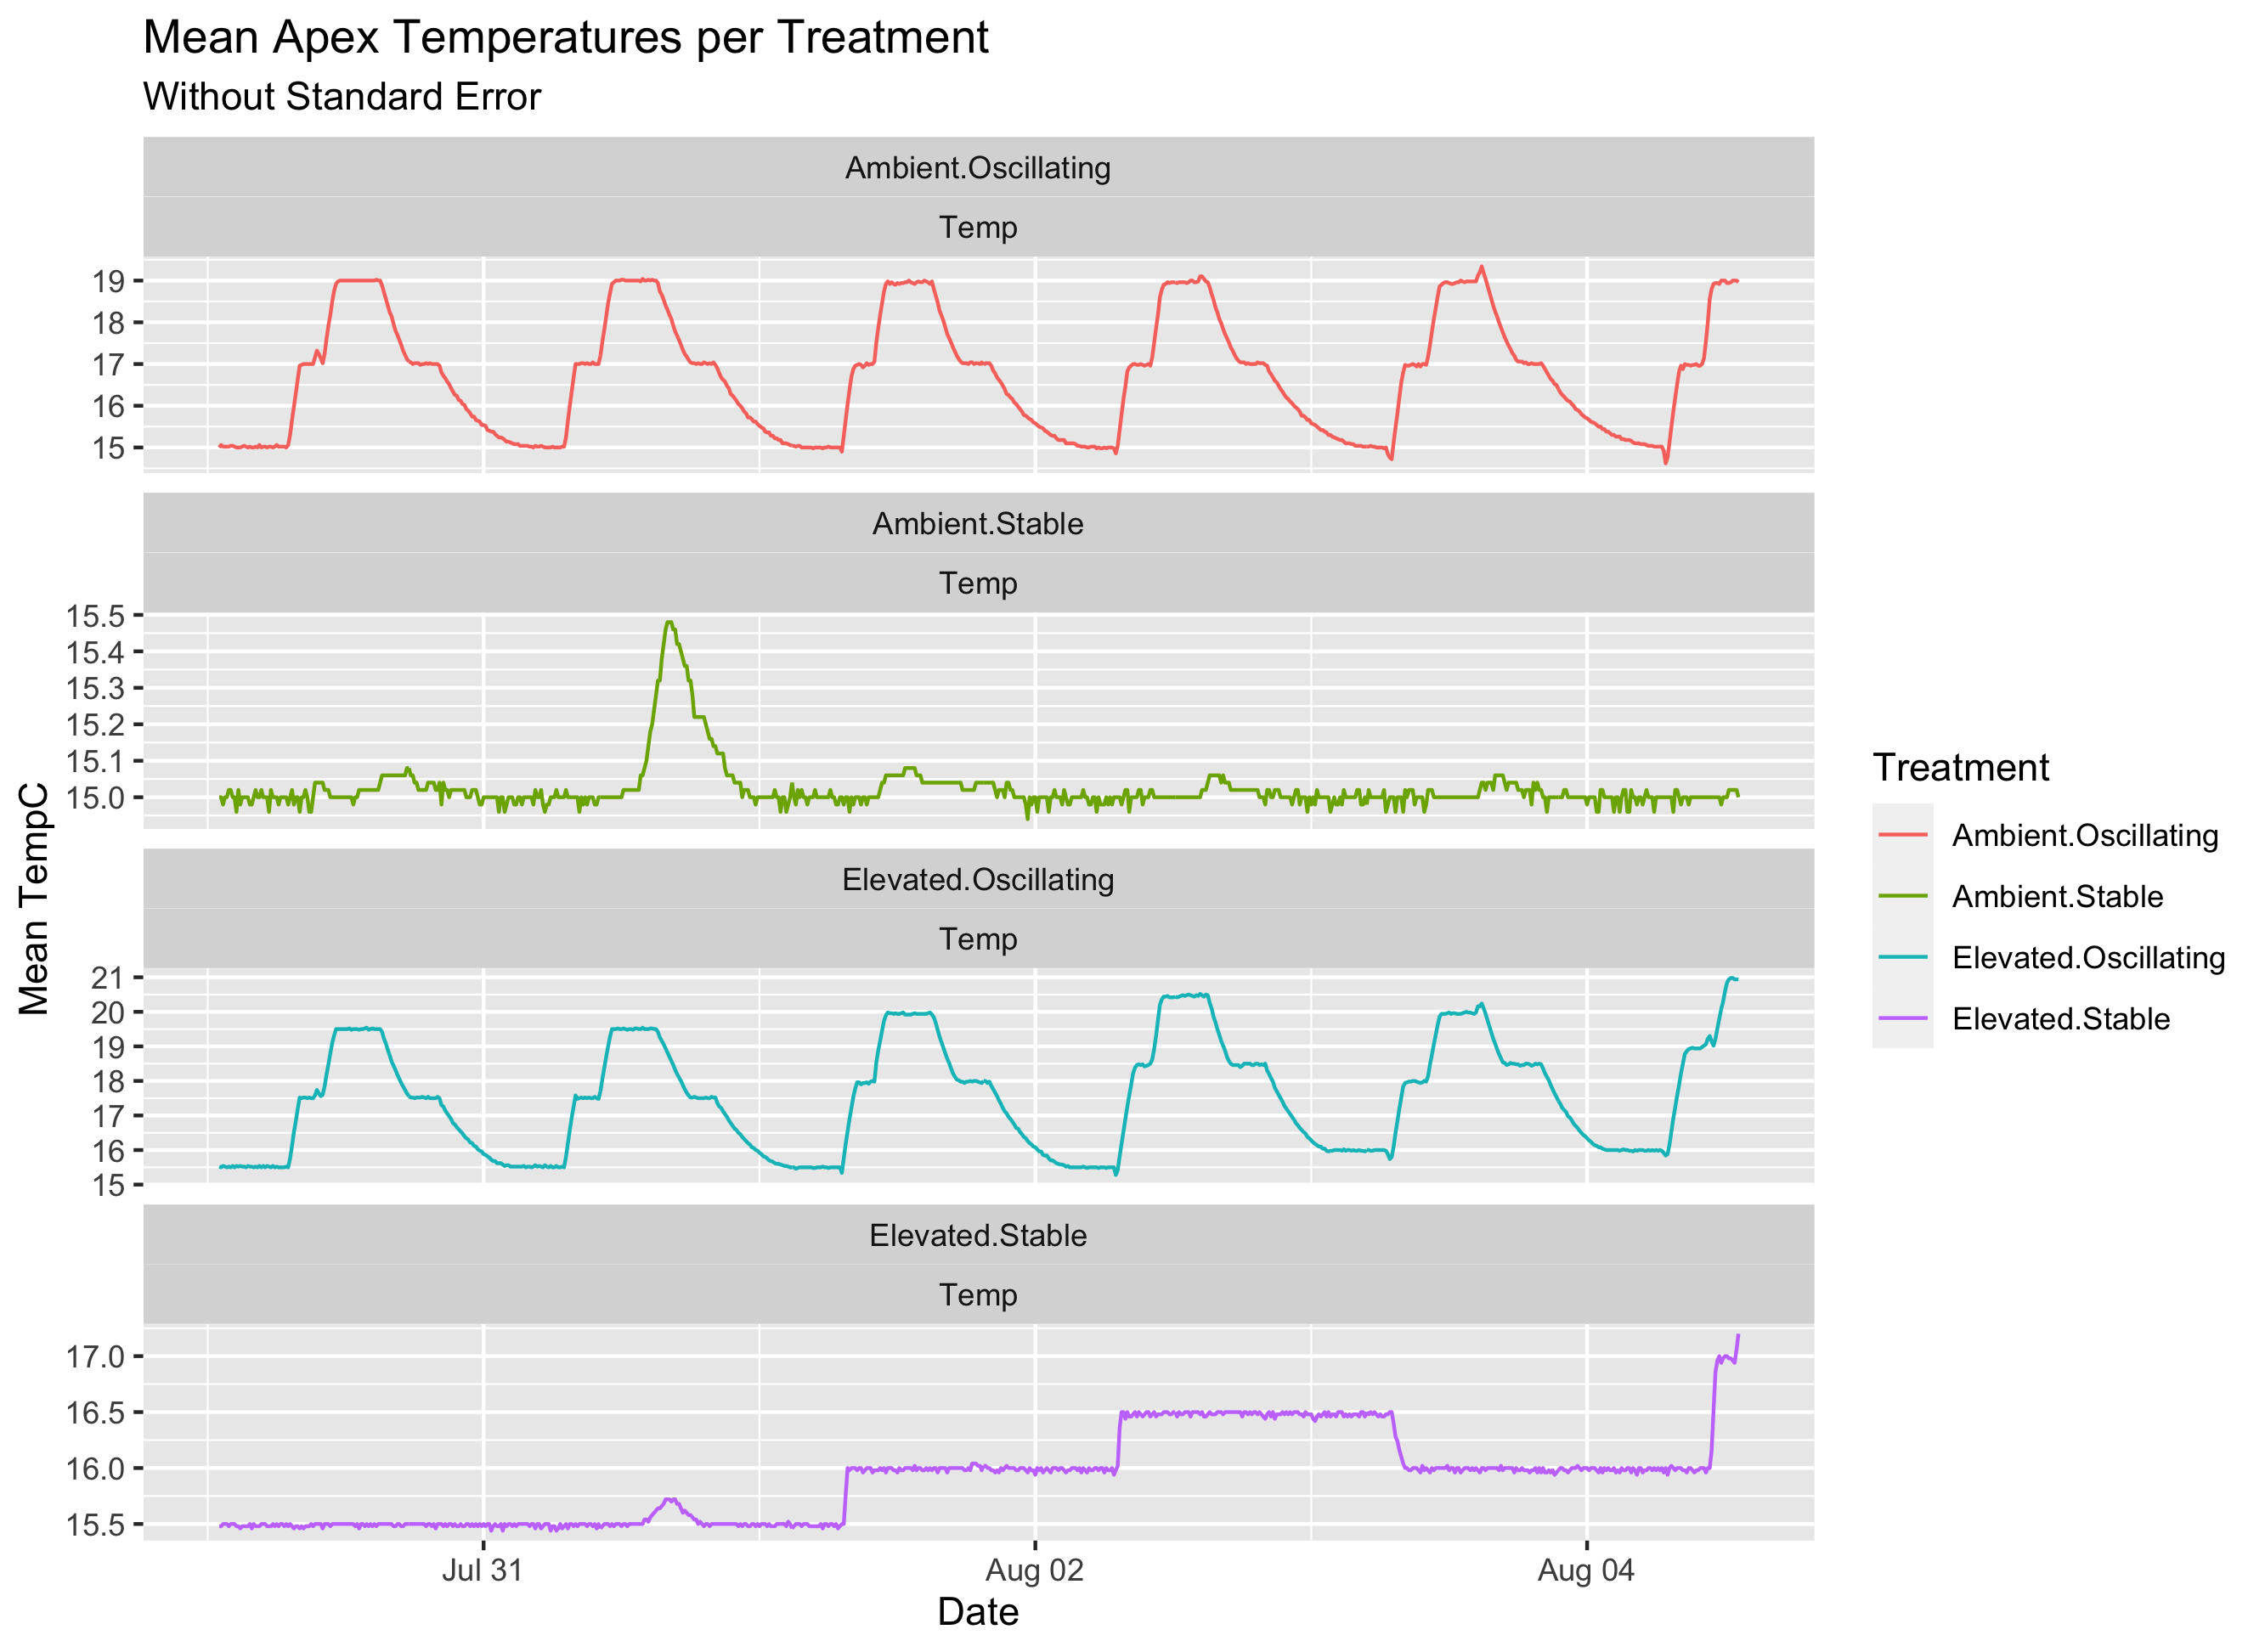 Mean Apex Temperatures per Treatment
Without Standard Error
Ambient.Oscillating
Temp
19
18
17
16
15
Ambient.Stable
Temp
15.5
15.4
15.3
15.2
15.1
15.0
Elevated.Oscillating
Temp
21
20
19
18
17
16
15
Elevated.Stable
Temp
17.0
16.5
16.0
15.5
Jul 31
Aug 02
Aug 04
Date
Mean TempC
Treatment
Ambient.Oscillating
Ambient.Stable
Elevated.Oscillating
Elevated.Stable